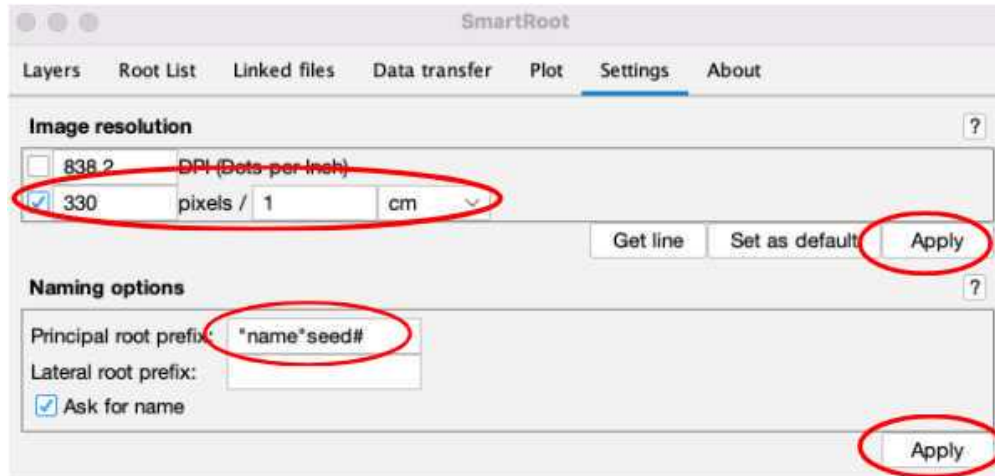 SmartRoot
Layers Root List Linked files Data transfer Plot Settings About
Image resolution ?
838.2 DPI (Dots per Inch)
330 pixels / 1 cm
Get line Set as default Apply
Naming options ?
Principal root prefix: *name*seed#
Lateral root prefix:
Ask for name
Apply